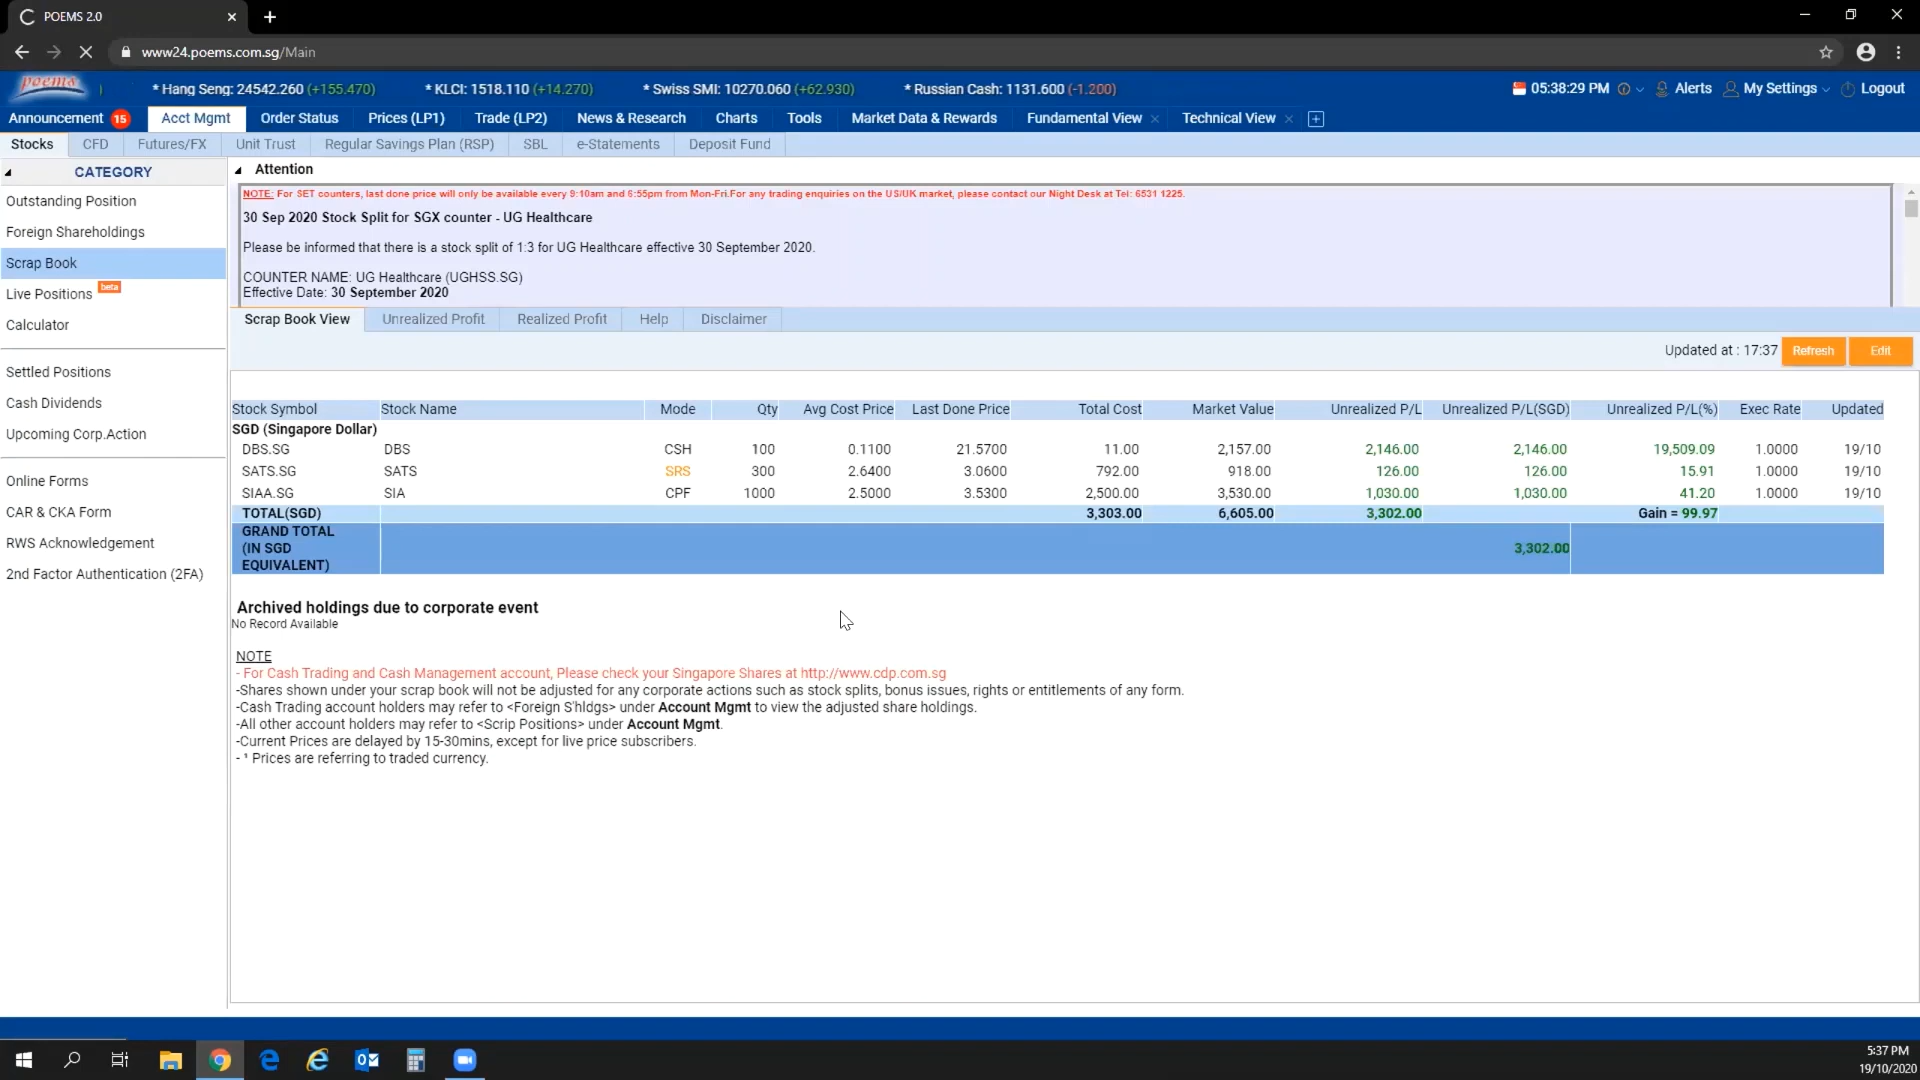 POEMS 2.0
www24.poems.com.sg/Main
poems
* Hang Seng: 24542.260 (+155.470) * KLCI: 1518.110 (+14.270) * Swiss SMI: 10270.060 (+62.930) * Russian Cash: 1131.600 (-1.200)
05:38:29 PM Alerts My Settings Logout
Announcement 15 Acct Mgmt Order Status Prices (LP1) Trade (LP2) News & Research Charts Tools Market Data & Rewards Fundamental View Technical View
Stocks CFD Futures/FX Unit Trust Regular Savings Plan (RSP) SBL e-Statements Deposit Fund
CATEGORY
Outstanding Position
Foreign Shareholdings
Scrap Book
Live Positions beta
Calculator
Settled Positions
Cash Dividends
Upcoming Corp.Action
Online Forms
CAR & CKA Form
RWS Acknowledgement
2nd Factor Authentication (2FA)
Attention
NOTE: For SET counters, last done price will only be available every 9:10am and 6:55pm from Mon-Fri.For any trading enquiries on the US/UK market, please contact our Night Desk at Tel: 6531 1225.
30 Sep 2020 Stock Split for SGX counter - UG Healthcare
Please be informed that there is a stock split of 1:3 for UG Healthcare effective 30 September 2020.
COUNTER NAME: UG Healthcare (UGHSS.SG)
Effective Date: 30 September 2020
Scrap Book View Unrealized Profit Realized Profit Help Disclaimer
Updated at : 17:37 Refresh Edit
Stock Symbol Stock Name Mode Qty Avg Cost Price Last Done Price Total Cost Market Value Unrealized P/L Unrealized P/L(SGD) Unrealized P/L(%) Exec Rate Updated
SGD (Singapore Dollar)
DBS.SG DBS CSH 100 0.1100 21.5700 11.00 2,157.00 2,146.00 2,146.00 19,509.09 1.0000 19/10
SATS.SG SATS SRS 300 2.6400 3.0600 792.00 918.00 126.00 126.00 15.91 1.0000 19/10
SIAA.SG SIA CPF 1000 2.5000 3.5300 2,500.00 3,530.00 1,030.00 1,030.00 41.20 1.0000 19/10
TOTAL(SGD) 3,303.00 6,605.00 3,302.00 Gain = 99.97
GRAND TOTAL
(IN SGD 3,302.00
EQUIVALENT)
Archived holdings due to corporate event
No Record Available
NOTE
- For Cash Trading and Cash Management account, Please check your Singapore Shares at http://www.cdp.com.sg
-Shares shown under your scrap book will not be adjusted for any corporate actions such as stock splits, bonus issues, rights or entitlements of any form.
-Cash Trading account holders may refer to <Foreign S'hldgs> under Account Mgmt to view the adjusted share holdings.
-All other account holders may refer to <Scrip Positions> under Account Mgmt.
-Current Prices are delayed by 15-30mins, except for live price subscribers.
- ¹ Prices are referring to traded currency.
5:37 PM
19/10/2020